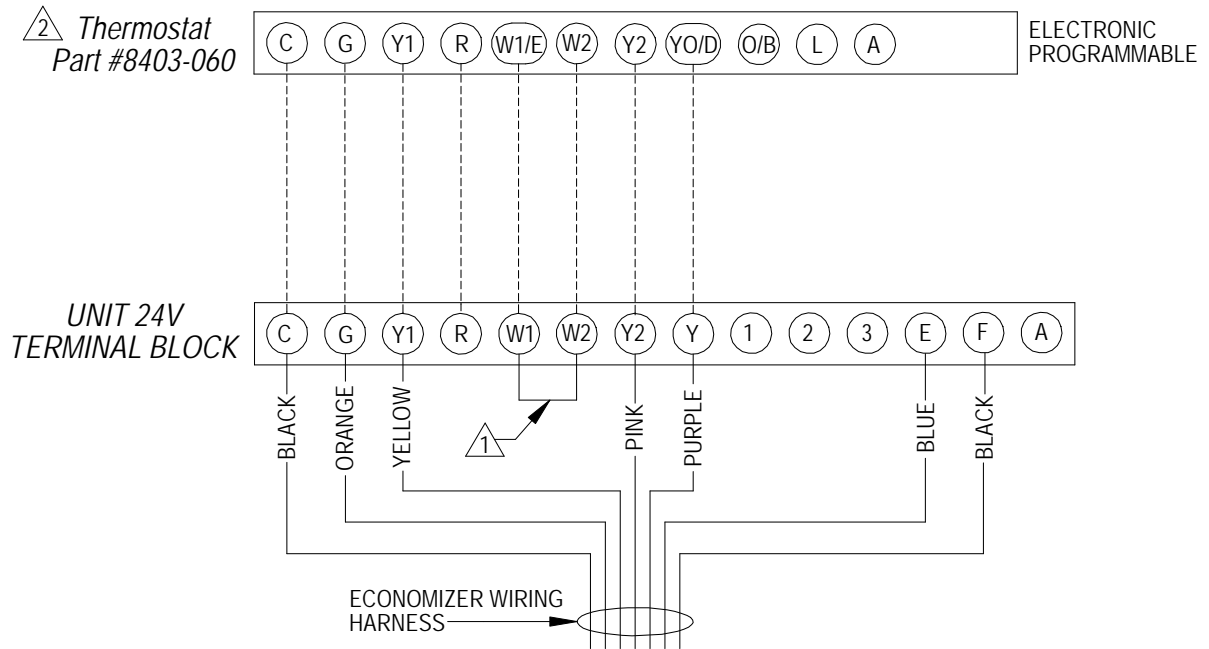 2 Thermostat
Part #8403-060
C G Y1 R W1/E W2 Y2 YO/D O/B L A
ELECTRONIC
PROGRAMMABLE
UNIT 24V
TERMINAL BLOCK
C G Y1 R W1 W2 Y2 Y 1 2 3 E F A
BLACK ORANGE YELLOW PINK PURPLE BLUE BLACK
1
ECONOMIZER WIRING
HARNESS